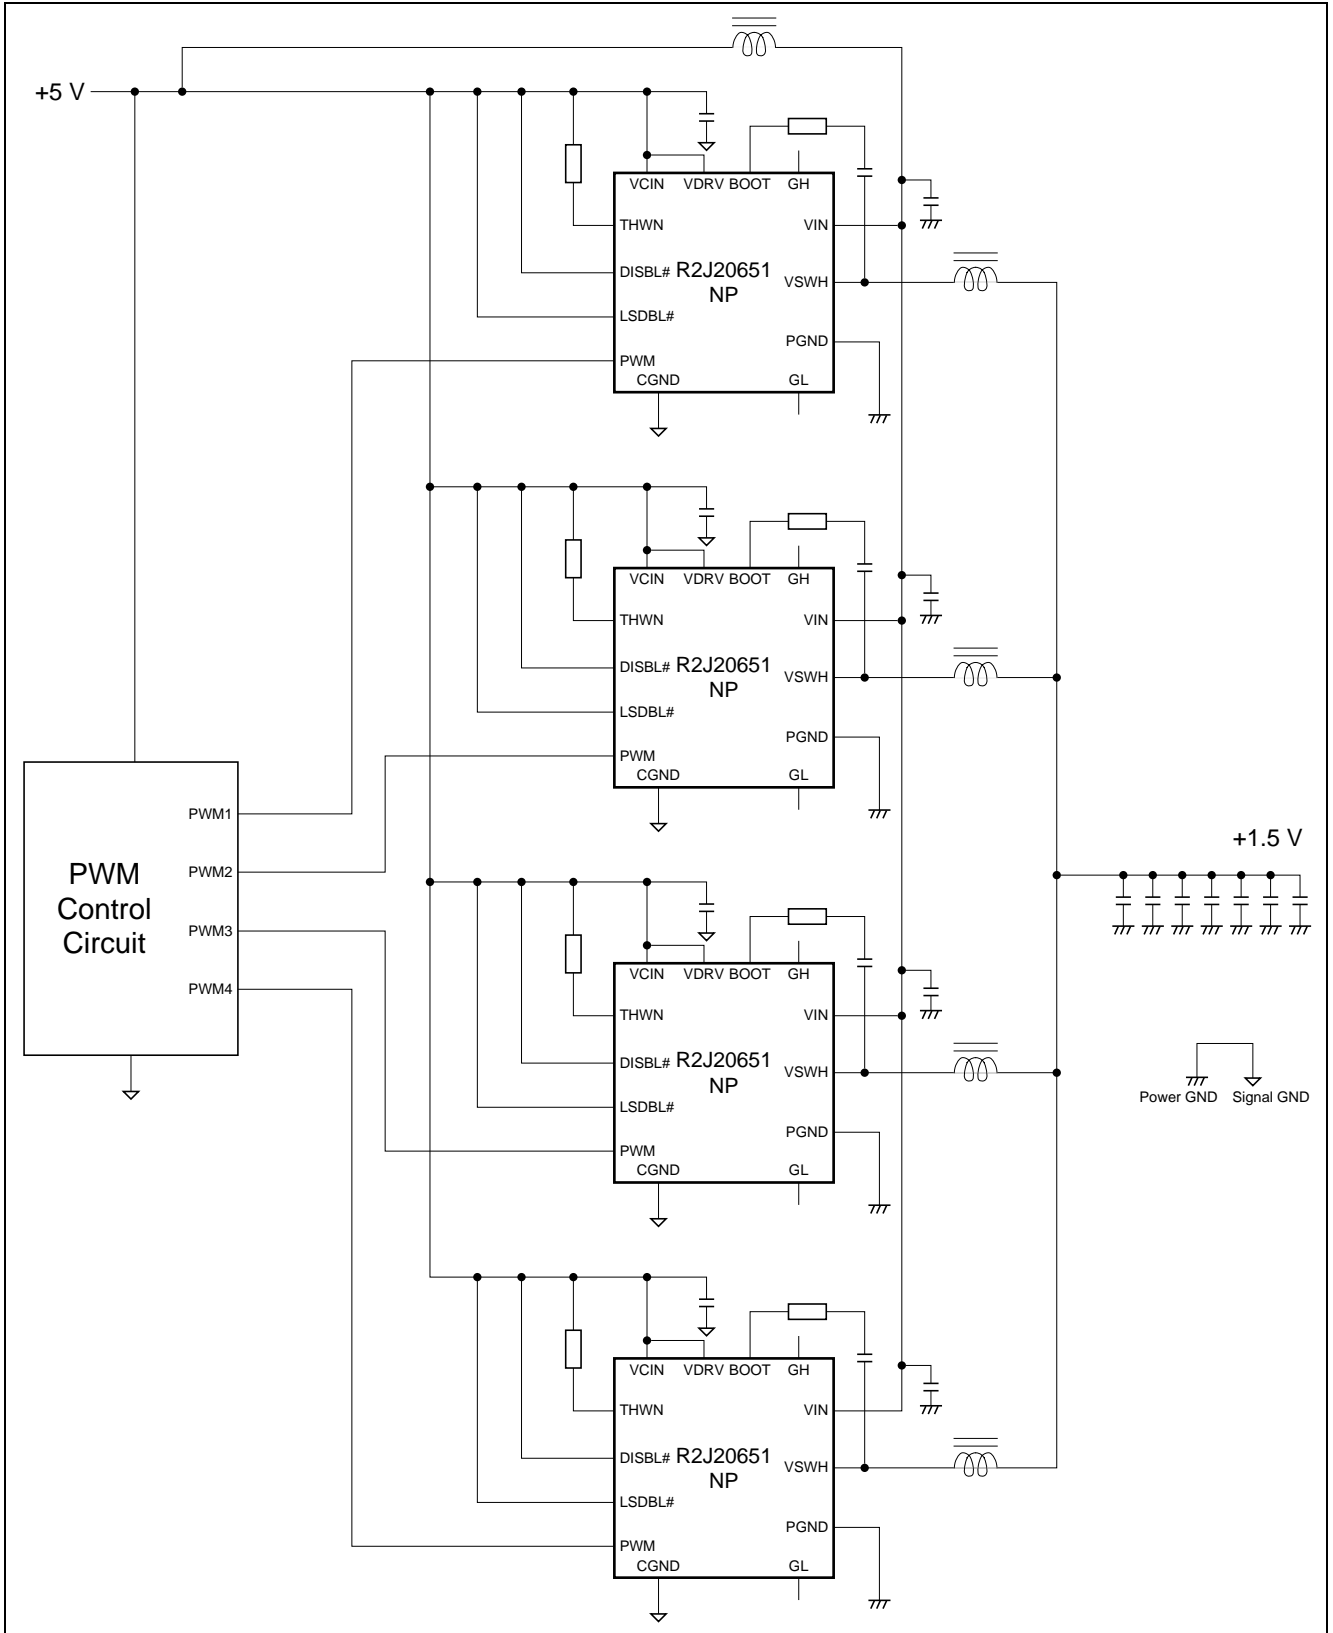 +5 V
VCIN VDRV BOOT GH
THWN VIN
DISBL# R2J20651 NP VSWH
LSDBL#
PGND
PWM
CGND GL
VCIN VDRV BOOT GH
THWN VIN
DISBL# R2J20651 NP VSWH
LSDBL#
PGND
PWM
CGND GL
PWM Control Circuit
PWM1
PWM2
PWM3
PWM4
+1.5 V
VCIN VDRV BOOT GH
THWN VIN
DISBL# R2J20651 NP VSWH
LSDBL#
PGND
PWM
CGND GL
Power GND Signal GND
VCIN VDRV BOOT GH
THWN VIN
DISBL# R2J20651 NP VSWH
LSDBL#
PGND
PWM
CGND GL